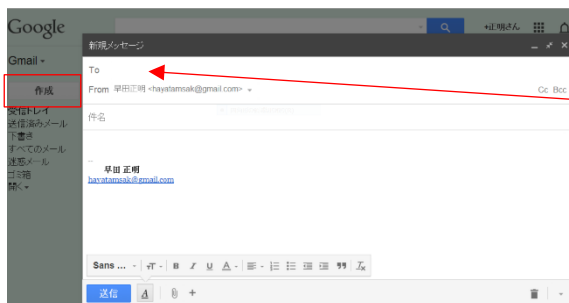 Google
+正明さん
Gmail
作成
受信トレイ
送信済みメール
下書き
すべてのメール
迷惑メール
ゴミ箱
開く
新規メッセージ
To
From 早田正明 <hayatamsak@gmail.com>
Cc Bcc
件名
--
早田 正明
hayatamsak@gmail.com
Sans ...
B I U A
送信 A